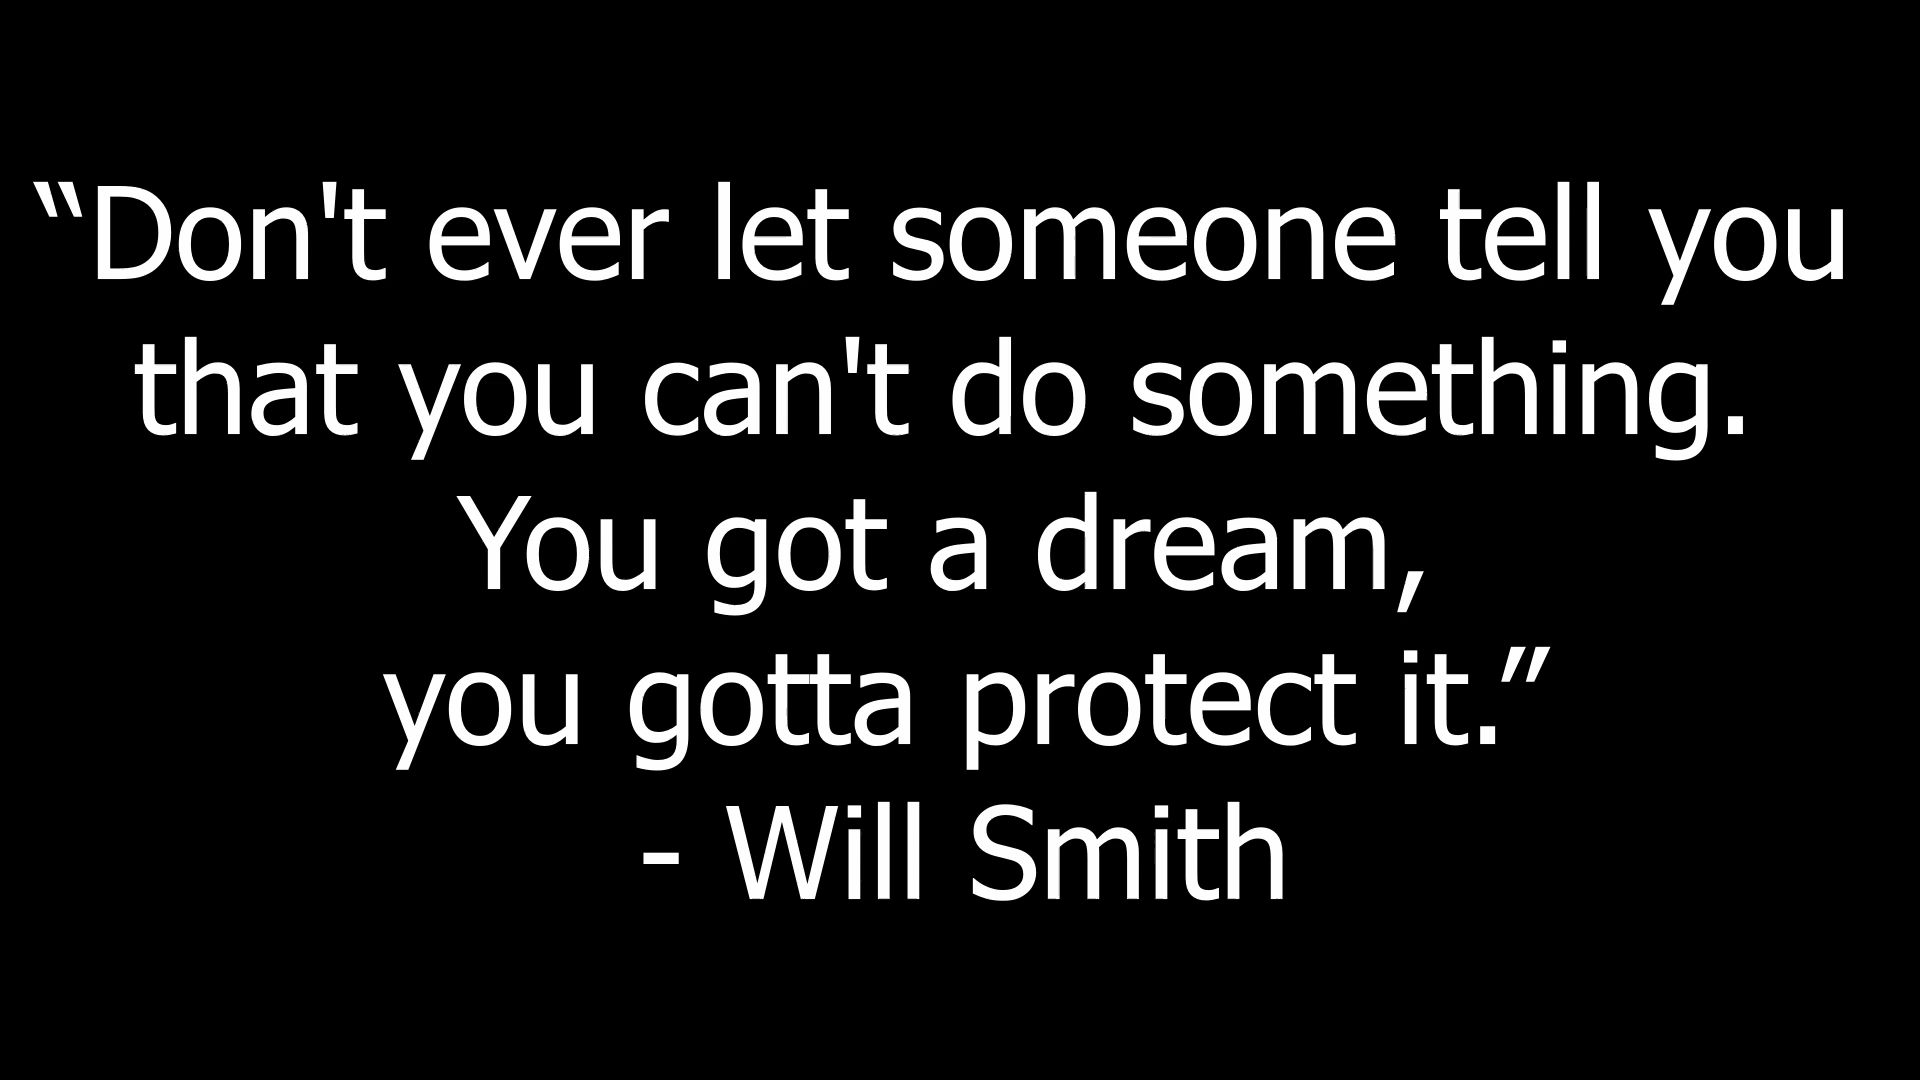 “Don't ever let someone tell you
that you can't do something.
You got a dream,
you gotta protect it.”
- Will Smith